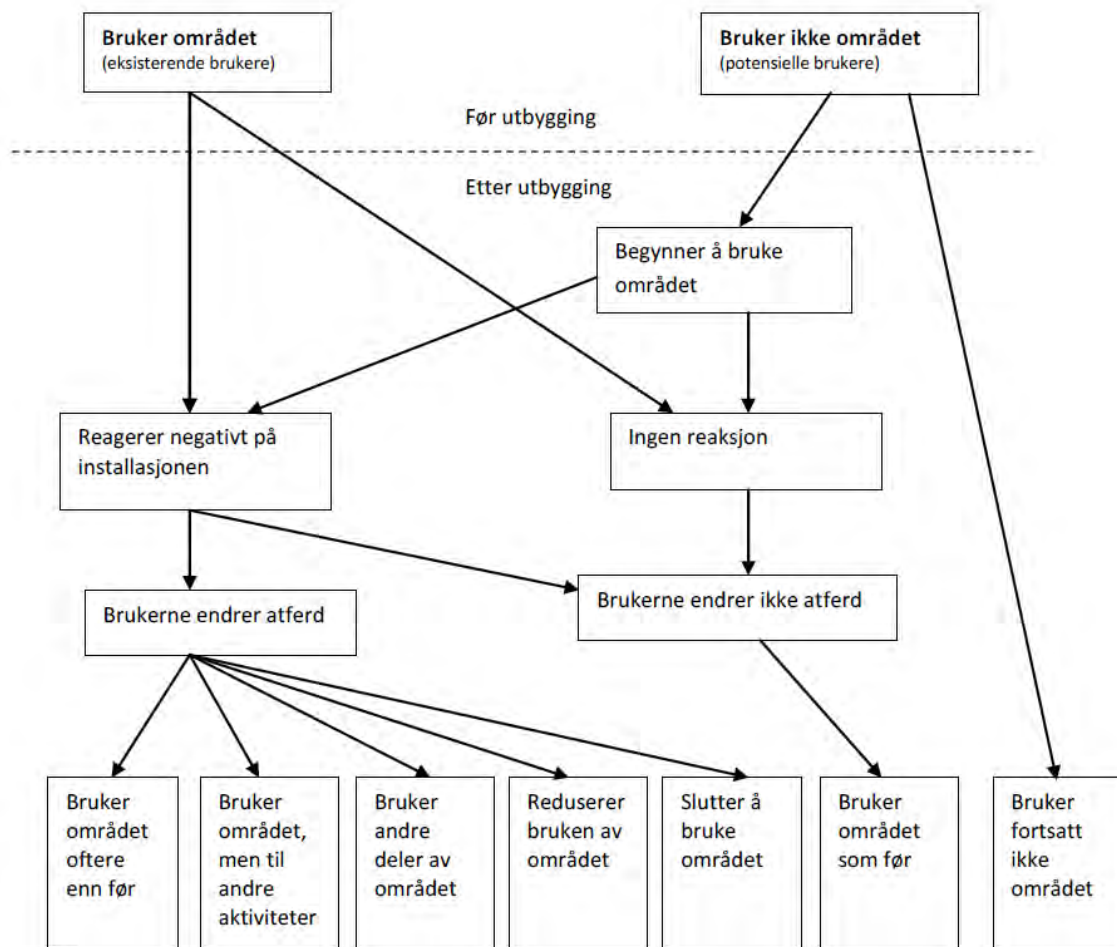 Bruker området
(eksisterende brukere)
Bruker ikke området
(potensielle brukere)
Før utbygging
Etter utbygging
Begynner å bruke
området
Reagerer negativt på
installasjonen
Ingen reaksjon
Brukerne endrer atferd
Brukerne endrer ikke atferd
Bruker
området
oftere
enn før
Bruker
området,
men til
andre
aktiviteter
Bruker
andre
deler av
området
Reduserer
bruken av
området
Slutter å
bruke
området
Bruker
området
som før
Bruker
fortsatt
ikke
området